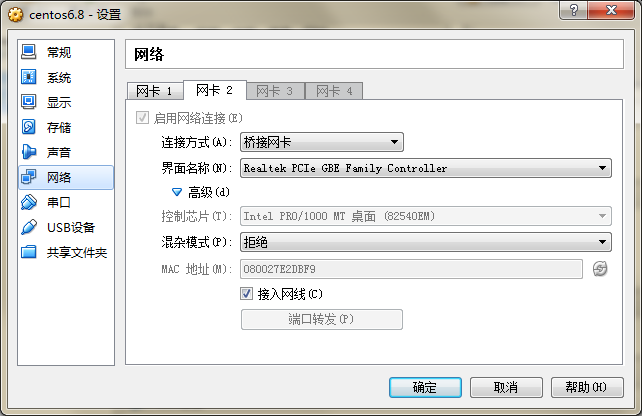 centos6.8 - 设置
?
常规
系统
显示
存储
声音
网络
串口
USB设备
共享文件夹
网络
网卡 1 网卡 2 网卡 3 网卡 4
启用网络连接(E)
连接方式(A): 桥接网卡
界面名称(N): Realtek PCIe GBE Family Controller
高级(d)
控制芯片(T): Intel PRO/1000 MT 桌面 (82540EM)
混杂模式(P): 拒绝
MAC 地址(M): 080027E2DBF9
接入网线(C)
端口转发(P)
确定 取消 帮助(H)